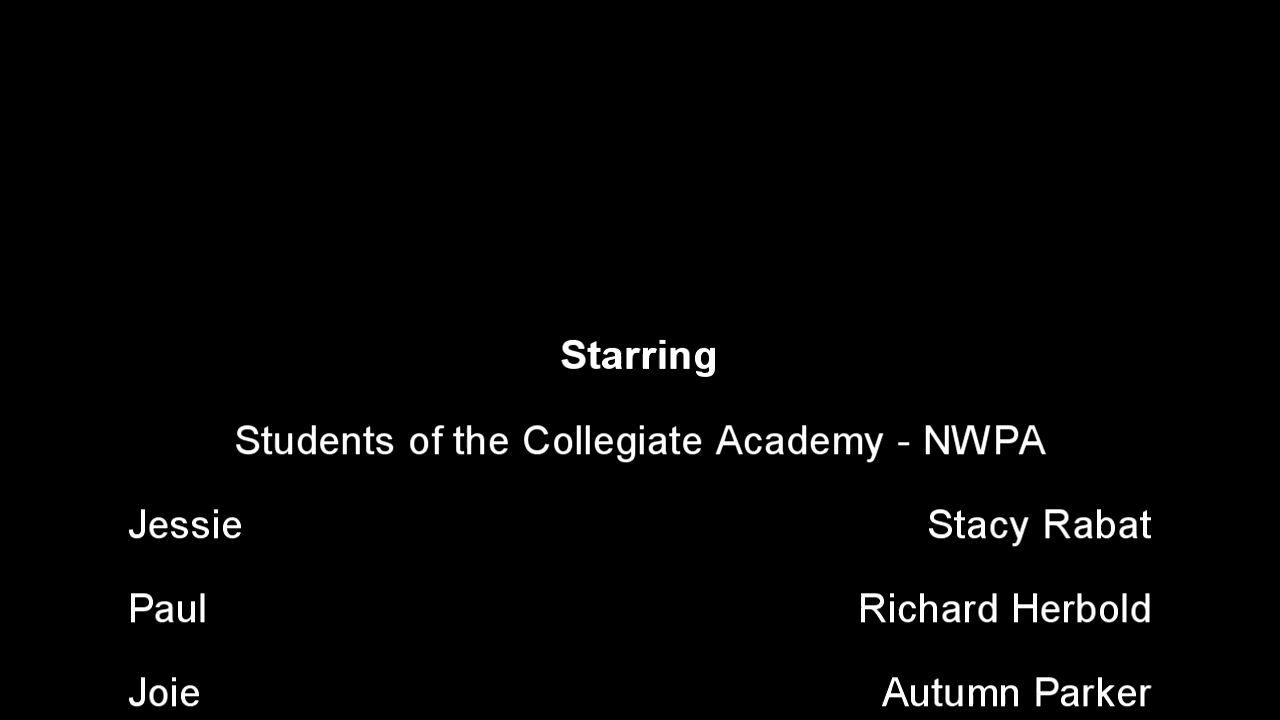 Starring
Students of the Collegiate Academy - NWPA
Jessie Stacy Rabat
Paul Richard Herbold
Joie Autumn Parker